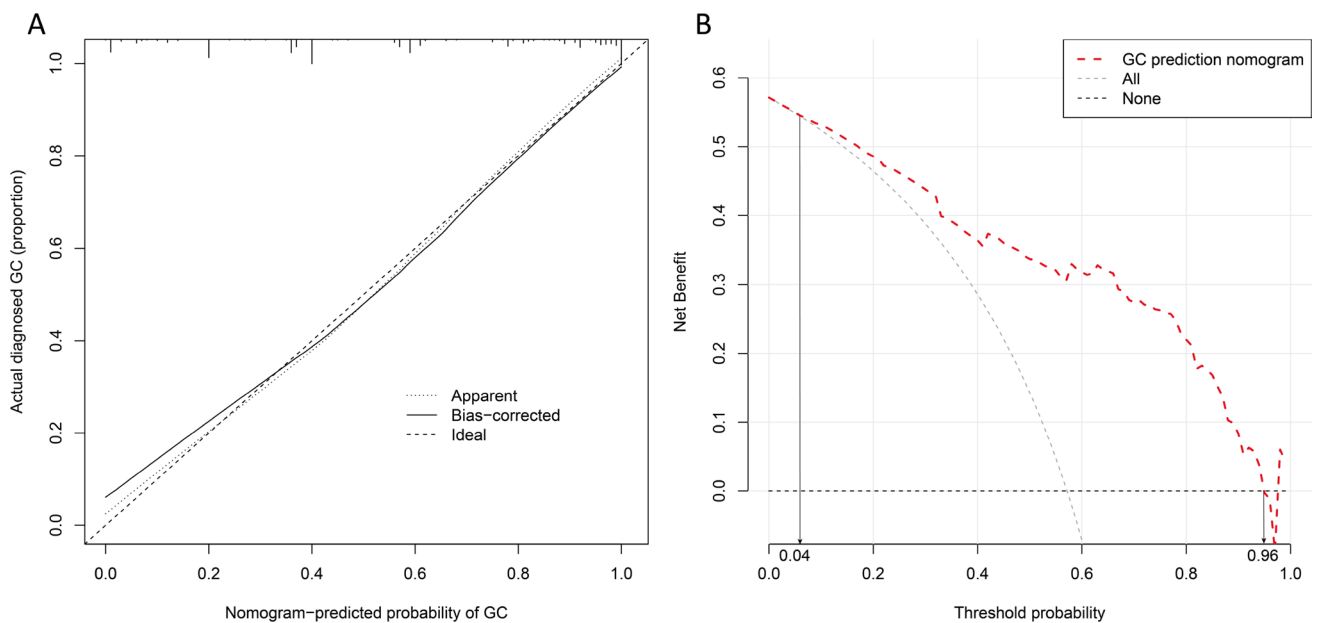 A
Actual diagnosed GC (proportion)
1.0
0.8
0.6
0.4
0.2
0.0
Apparent
Bias−corrected
Ideal
0.0 0.2 0.4 0.6 0.8 1.0
Nomogram−predicted probability of GC
B
Net Benefit
0.6
0.5
0.4
0.3
0.2
0.1
0.0
GC prediction nomogram
All
None
0.04 0.96
0.0 0.2 0.4 0.6 0.8 1.0
Threshold probability